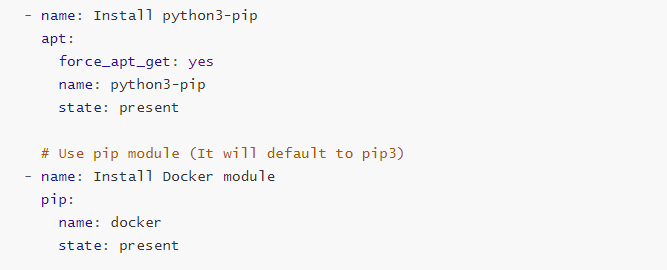 - name: Install python3-pip
  apt:
    force_apt_get: yes
    name: python3-pip
    state: present

  # Use pip module (It will default to pip3)
- name: Install Docker module
  pip:
    name: docker
    state: present